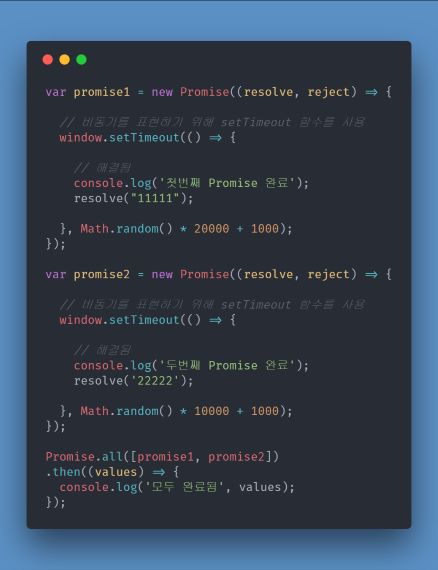 var promise1 = new Promise((resolve, reject) => {
// 비동기를 표현하기 위해 setTimeout 함수를 사용
window.setTimeout(() => {
// 해결됨
console.log('첫번째 Promise 완료');
resolve("11111");
}, Math.random() * 20000 + 1000);
});
var promise2 = new Promise((resolve, reject) => {
// 비동기를 표현하기 위해 setTimeout 함수를 사용
window.setTimeout(() => {
// 해결됨
console.log('두번째 Promise 완료');
resolve('22222');
}, Math.random() * 10000 + 1000);
});
Promise.all([promise1, promise2])
.then((values) => {
console.log('모두 완료됨', values);
});